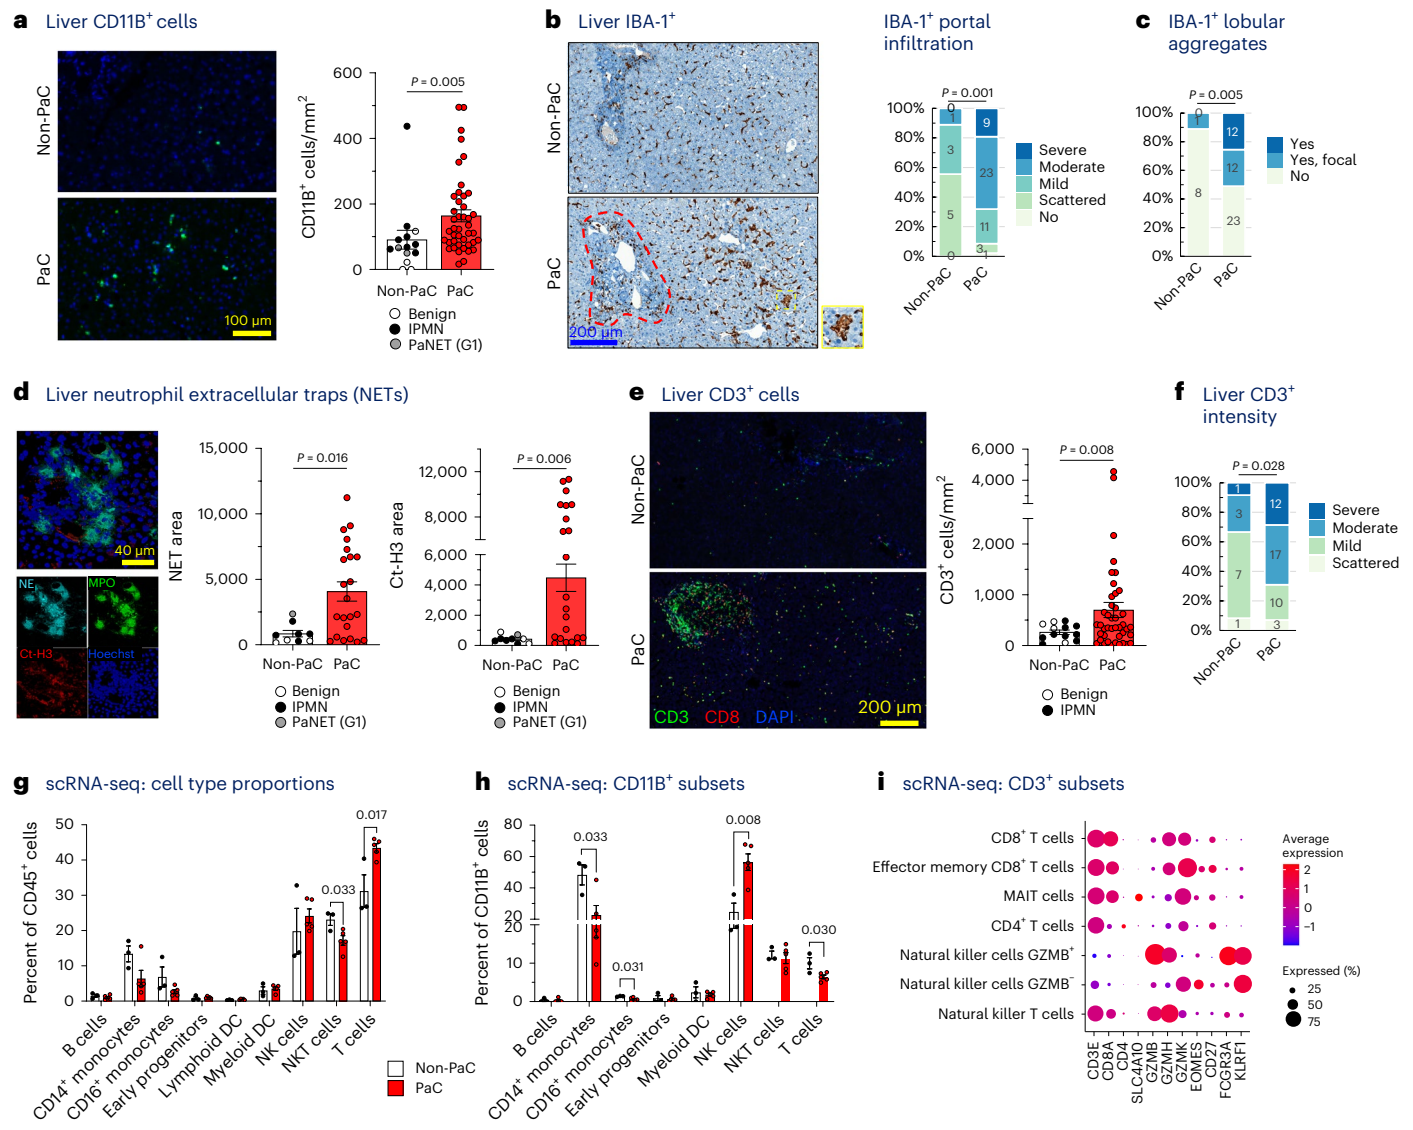 a Liver CD11B⁺ cells
Non-PaC
PaC
100 µm
CD11B⁺ cells/mm²
600
400
200
0
P = 0.005
Non-PaC PaC
Benign
IPMN
PaNET (G1)
b Liver IBA-1⁺
Non-PaC
PaC
200 µm
IBA-1⁺ portal
infiltration
P = 0.001
100%
80%
60%
40%
20%
0%
0
1
3
5
0
9
23
11
3
1
Non-PaC
PaC
Severe
Moderate
Mild
Scattered
No
c IBA-1⁺ lobular
aggregates
P = 0.005
100%
80%
60%
40%
20%
0%
0
1
8
12
12
23
Non-PaC
PaC
Yes
Yes, focal
No
d Liver neutrophil extracellular traps (NETs)
40 µm
NE
MPO
Ct-H3
Hoechst
NET area
15,000
10,000
5,000
0
P = 0.016
Non-PaC PaC
Benign
IPMN
PaNET (G1)
Ct-H3 area
12,000
8,000
6,000
4,000
2,000
0
P = 0.006
Non-PaC PaC
Benign
IPMN
PaNET (G1)
e Liver CD3⁺ cells
Non-PaC
PaC
CD3 CD8 DAPI
200 µm
CD3⁺ cells/mm²
6,000
4,000
2,000
1,000
0
P = 0.008
Non-PaC PaC
Benign
IPMN
f Liver CD3⁺
intensity
P = 0.028
100%
80%
60%
40%
20%
0%
1
3
7
1
12
17
10
3
Non-PaC
PaC
Severe
Moderate
Mild
Scattered
g scRNA-seq: cell type proportions
Percent of CD45⁺ cells
50
40
30
20
10
0
0.033
0.017
B cells
CD14⁺ monocytes
CD16⁺ monocytes
Early progenitors
Lymphoid DC
Myeloid DC
NK cells
NKT cells
T cells
Non-PaC
PaC
h scRNA-seq: CD11B⁺ subsets
Percent of CD11B⁺ cells
80
60
40
20
20
10
0
0.033
0.031
0.008
0.030
B cells
CD14⁺ monocytes
CD16⁺ monocytes
Early progenitors
Myeloid DC
NK cells
NKT cells
T cells
i scRNA-seq: CD3⁺ subsets
CD8⁺ T cells
Effector memory CD8⁺ T cells
MAIT cells
CD4⁺ T cells
Natural killer cells GZMB⁺
Natural killer cells GZMB⁻
Natural killer T cells
CD3E
CD8A
CD4
SLC4A10
GZMB
GZMH
GZMK
EOMES
CD27
FCGR3A
KLRF1
Average
expression
2
1
0
−1
Expressed (%)
25
50
75